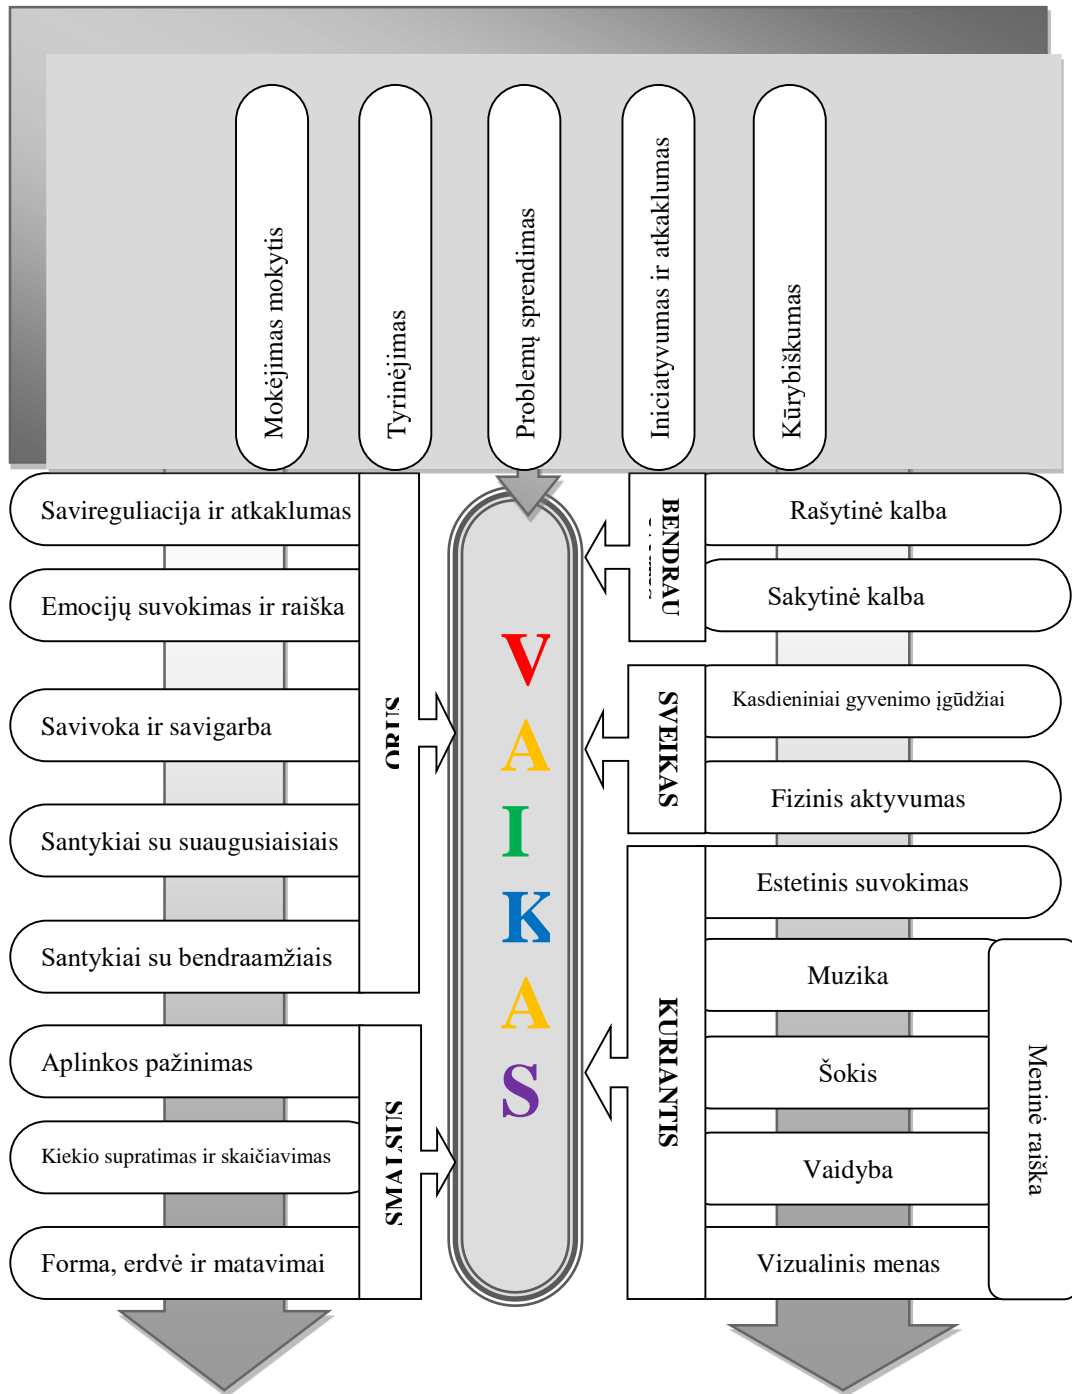 Mokėjimas mokytis
Tyrinėjimas
Problemų sprendimas
Iniciatyvumas ir atkaklumas
Kūrybiškumas
Savireguliacija ir atkaklumas
Emocijų suvokimas ir raiška
Savivoka ir savigarba
Santykiai su suaugusiaisiais
Santykiai su bendraamžiais
Aplinkos pažinimas
Kiekio supratimas ir skaičiavimas
Forma, erdvė ir matavimai
SMALSUS
V
A
I
K
A
S
BENDRAU
SVEIKAS
KURIANTIS
Rašytinė kalba
Sakytinė kalba
Kasdieniniai gyvenimo įgūdžiai
Fizinis aktyvumas
Estetinis suvokimas
Muzika
Šokis
Vaidyba
Vizualinis menas
Meninė raiška